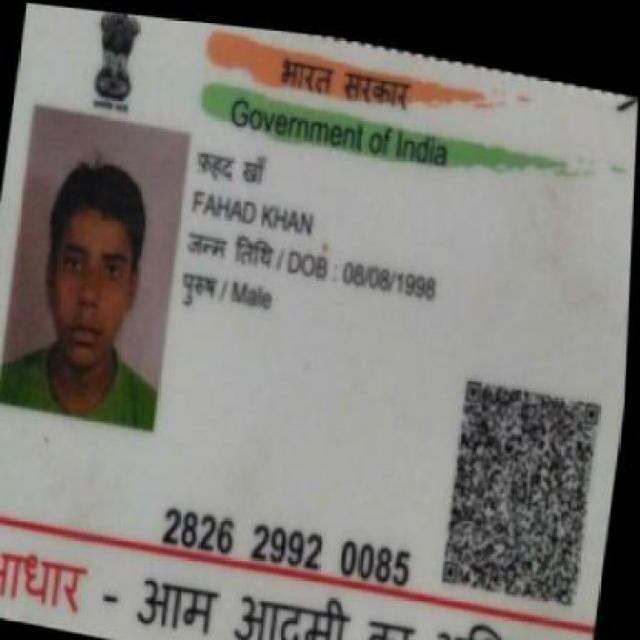 भारत सरकार
Government of India
फ़हद खाँ
FAHAD KHAN
जन्म तिथि / DOB : 08/08/1998
पुरुष / Male
2826 2992 0085
आधार - आम आदमी का